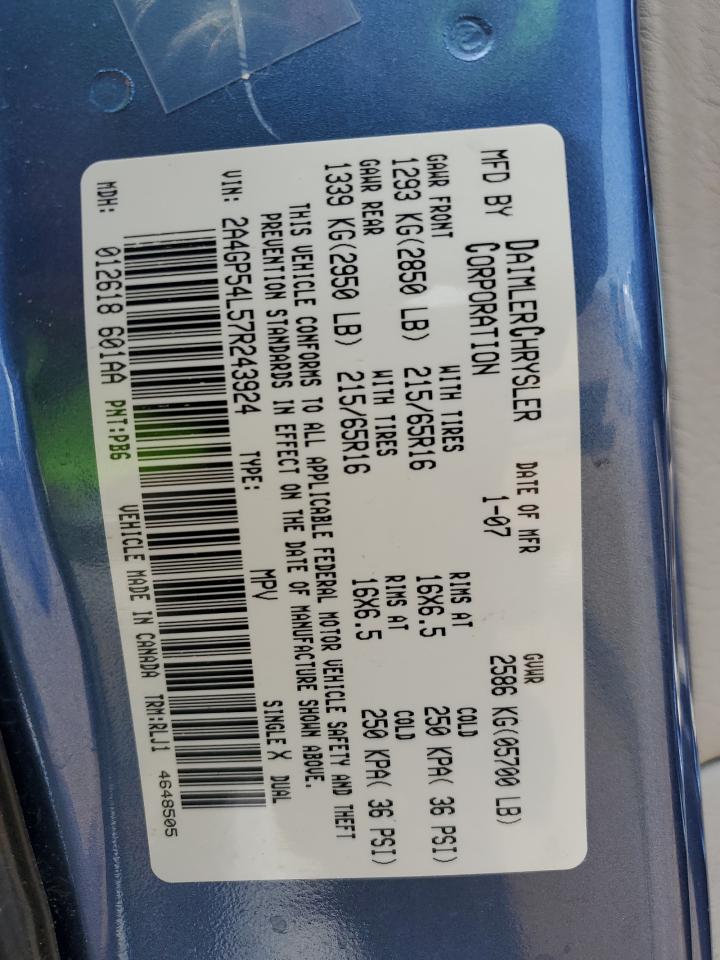 MFD BY DAIMLERCHRYSLER CORPORATION
DATE OF MFR 1-07
GVWR 2586 KG(05700 LB)
GAWR FRONT WITH TIRES RIMS AT COLD
1293 KG(2850 LB) 215/65R16 16X6.5 250 KPA( 36 PSI)
GAWR REAR WITH TIRES RIMS AT COLD
1339 KG(2950 LB) 215/65R16 16X6.5 250 KPA( 36 PSI)
THIS VEHICLE CONFORMS TO ALL APPLICABLE FEDERAL MOTOR VEHICLE SAFETY AND THEFT
PREVENTION STANDARDS IN EFFECT ON THE DATE OF MANUFACTURE SHOWN ABOVE.
VIN: 2A4GP54L57R243924 TYPE: MPV SINGLE X DUAL
MDH: 012618 601AA PNT:PB6 VEHICLE MADE IN CANADA TRM:RLJ1 4648505